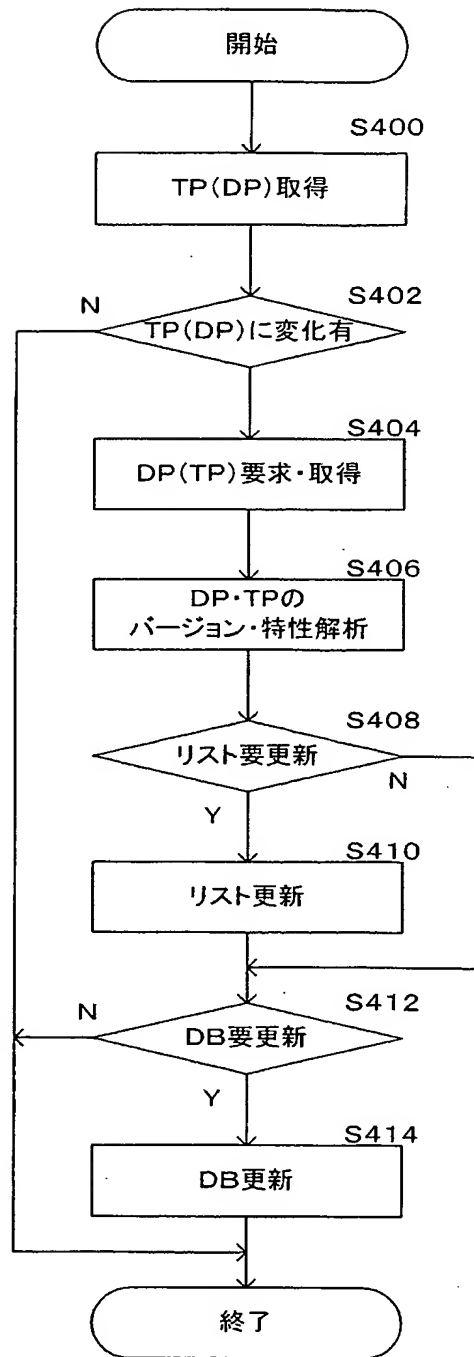 開始
S400
TP(DP)取得
S402
N
TP(DP)に変化有
S404
DP(TP)要求・取得
S406
DP・TPの
バージョン・特性解析
S408
リスト要更新
N
Y
S410
リスト更新
S412
N
DB要更新
Y
S414
DB更新
終了